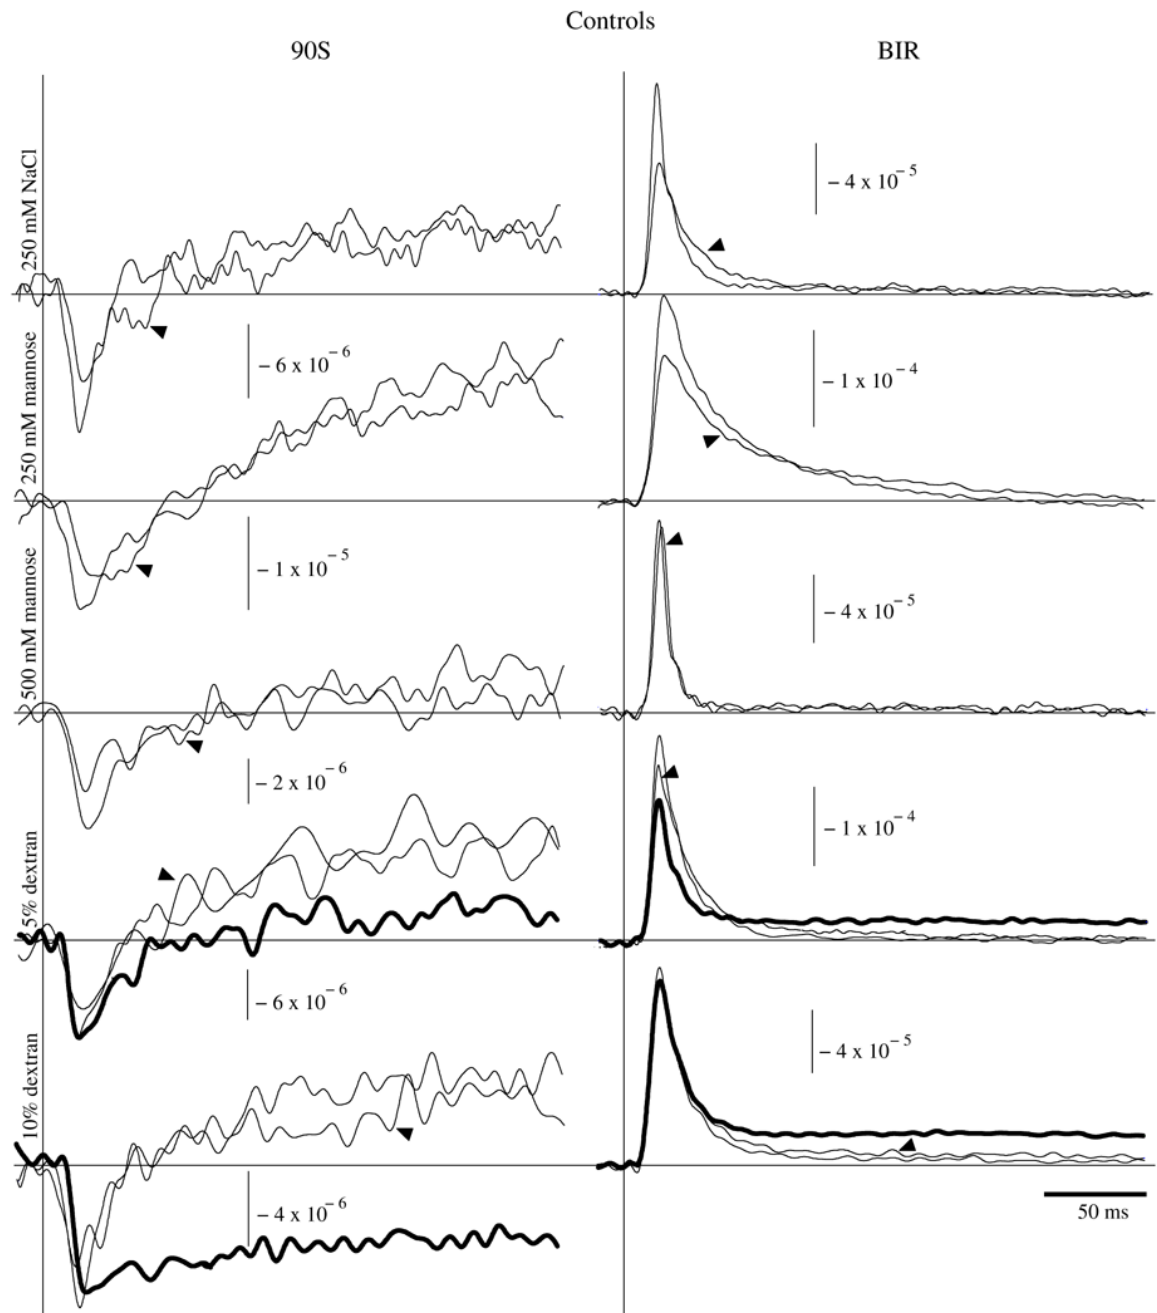 Controls
90S
BIR
250 mM NaCl
− 4 x 10⁻⁵
− 6 x 10⁻⁶
250 mM mannose
− 1 x 10⁻⁴
− 1 x 10⁻⁵
500 mM mannose
− 4 x 10⁻⁵
− 2 x 10⁻⁶
5% dextran
− 1 x 10⁻⁴
− 6 x 10⁻⁶
10% dextran
− 4 x 10⁻⁵
− 4 x 10⁻⁶
50 ms